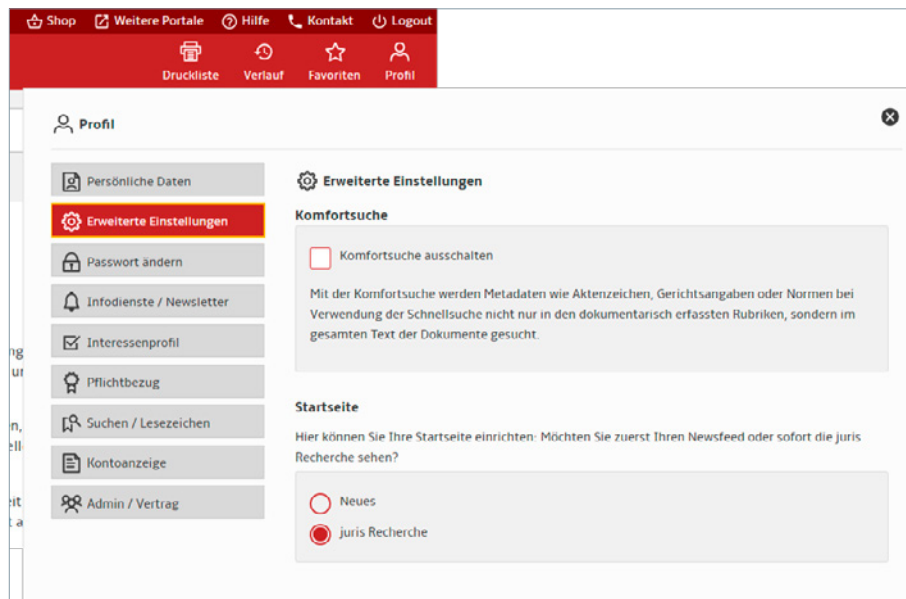 Shop Weitere Portale Hilfe Kontakt Logout
Druckliste Verlauf Favoriten Profil
Profil
Persönliche Daten
Erweiterte Einstellungen
Passwort ändern
Infodienste / Newsletter
Interessenprofil
Pflichtbezug
Suchen / Lesezeichen
Kontoanzeige
Admin / Vertrag
Erweiterte Einstellungen
Komfortsuche
Komfortsuche ausschalten
Mit der Komfortsuche werden Metadaten wie Aktenzeichen, Gerichtsangaben oder Normen bei
Verwendung der Schnellsuche nicht nur in den dokumentarisch erfassten Rubriken, sondern im
gesamten Text der Dokumente gesucht.
Startseite
Hier können Sie Ihre Startseite einrichten: Möchten Sie zuerst Ihren Newsfeed oder sofort die juris
Recherche sehen?
Neues
juris Recherche